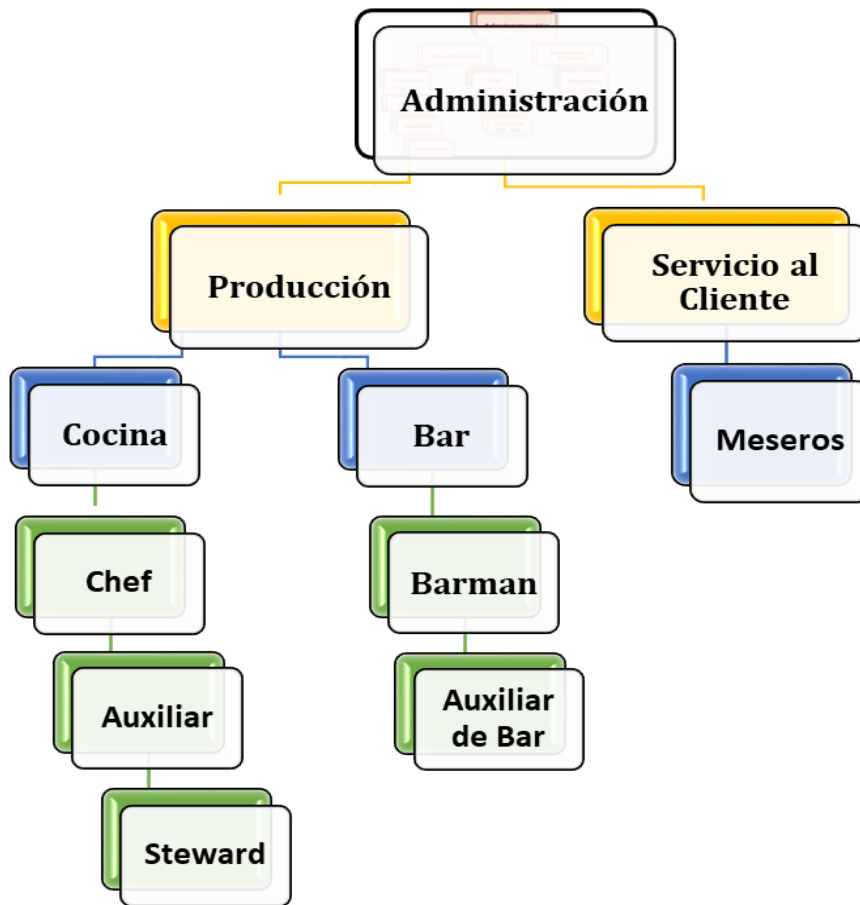 Administración
Producción
Servicio al
Cliente
Cocina
Bar
Meseros
Chef
Barman
Auxiliar
Auxiliar
de Bar
Steward